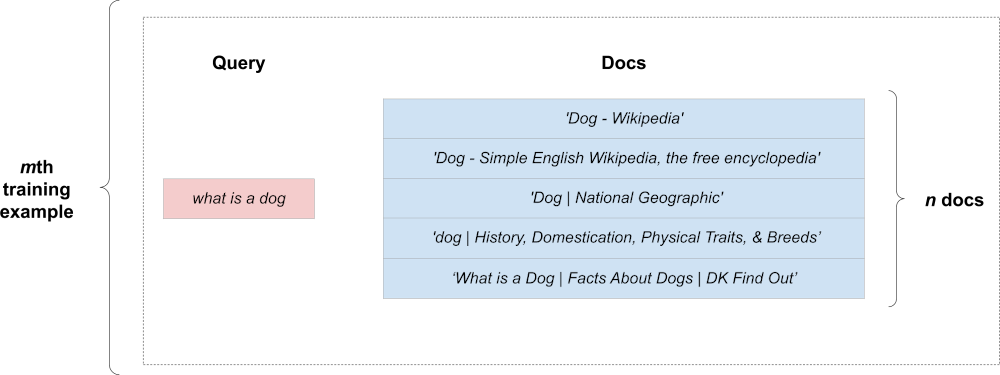 Query
Docs
'Dog - Wikipedia'
'Dog - Simple English Wikipedia, the free encyclopedia'
mth
training
example
what is a dog
'Dog | National Geographic'
n docs
'dog | History, Domestication, Physical Traits, & Breeds’
‘What is a Dog | Facts About Dogs | DK Find Out’